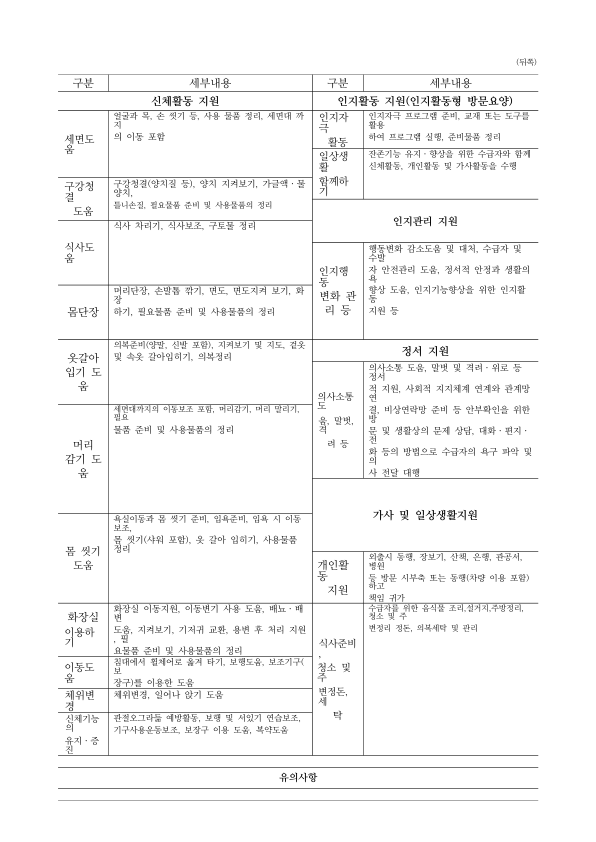 (뒤쪽)
구분 세부내용 구분 세부내용
신체활동 지원
세면도
움
얼굴과 목, 손 씻기 등, 사용 물품 정리, 세면대 까
지
의 이동 포함
구강청
결
도움
구강청결(양치질 등), 양치 지켜보기, 가글액ㆍ물
양치,
틀니손질, 필요물품 준비 및 사용물품의 정리
식사도
움
식사 차리기, 식사보조, 구토물 정리
몸단장
머리단장, 손발톱 깎기, 면도, 면도지켜 보기, 화
장
하기, 필요물품 준비 및 사용물품의 정리
옷갈아
입기 도
움
의복준비(양말, 신발 포함), 지켜보기 및 지도, 겉옷
및 속옷 갈아입히기, 의복정리
머리
감기 도
움
세면대까지의 이동보조 포함, 머리감기, 머리 말리기,
필요
물품 준비 및 사용물품의 정리
몸 씻기
도움
욕실이동과 몸 씻기 준비, 입욕준비, 입욕 시 이동
보조,
몸 씻기(샤워 포함), 옷 갈아 입히기, 사용물품
정리
화장실
이용하
기
화장실 이동지원, 이동변기 사용 도움, 배뇨ㆍ배
변
도움, 지켜보기, 기저귀 교환, 용변 후 처리 지원
, 필
요물품 준비 및 사용물품의 정리
이동도
움
침대에서 휠체어로 옮겨 타기, 보행도움, 보조기구(
보
장구)를 이용한 도움
체위변
경
체위변경, 일어나 앉기 도움
신체기능
의
유지ㆍ증
진
관절오그라듦 예방활동, 보행 및 서있기 연습보조,
기구사용운동보조, 보장구 이용 도움, 복약도움
인지활동 지원(인지활동형 방문요양)
인지자
극
활동
인지자극 프로그램 준비, 교재 또는 도구를
활용
하여 프로그램 실행, 준비물품 정리
일상생
활
함께하
기
잔존기능 유지ㆍ향상을 위한 수급자와 함께
신체활동, 개인활동 및 가사활동을 수행
인지관리 지원
인지행
동
변화 관
리 등
행동변화 감소도움 및 대처, 수급자 및
수발
자 안전관리 도움, 정서적 안정과 생활의
욕
향상 도움, 인지기능향상을 위한 인지활
동
지원 등
정서 지원
의사소통
도
움, 말벗,
격
려 등
의사소통 도움, 말벗 및 격려ㆍ위로 등
정서
적 지원, 사회적 지지체계 연계와 관계망
연
결, 비상연락망 준비 등 안부확인을 위한
방
문 및 생활상의 문제 상담, 대화ㆍ편지ㆍ
전
화 등의 방법으로 수급자의 욕구 파악 및
의
사 전달 대행
가사 및 일상생활지원
개인활
동
지원
외출시 동행, 장보기, 산책, 은행, 관공서,
병원
등 방문 시부축 또는 동행(차량 이용 포함)
하고
책임 귀가
식사준비
,
청소 및
주
변정돈,
세
탁
수급자를 위한 음식물 조리,설거지,주방정리,
청소 및 주
변정리 정돈, 의복세탁 및 관리
유의사항